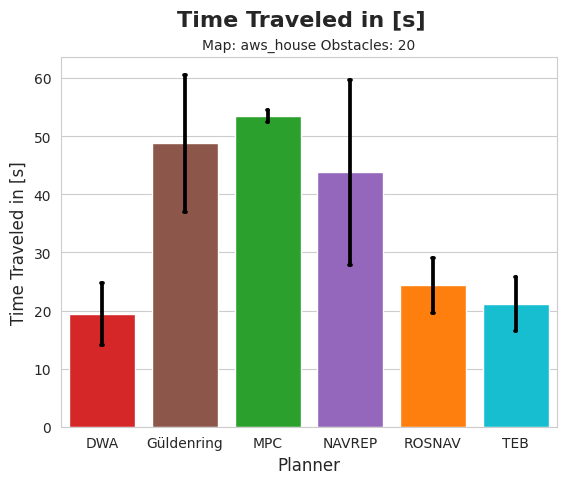 Time Traveled in [s]
Map: aws_house Obstacles: 20
Time Traveled in [s]
60
50
40
30
20
10
0
DWA Güldenring MPC NAVREP ROSNAV TEB
Planner